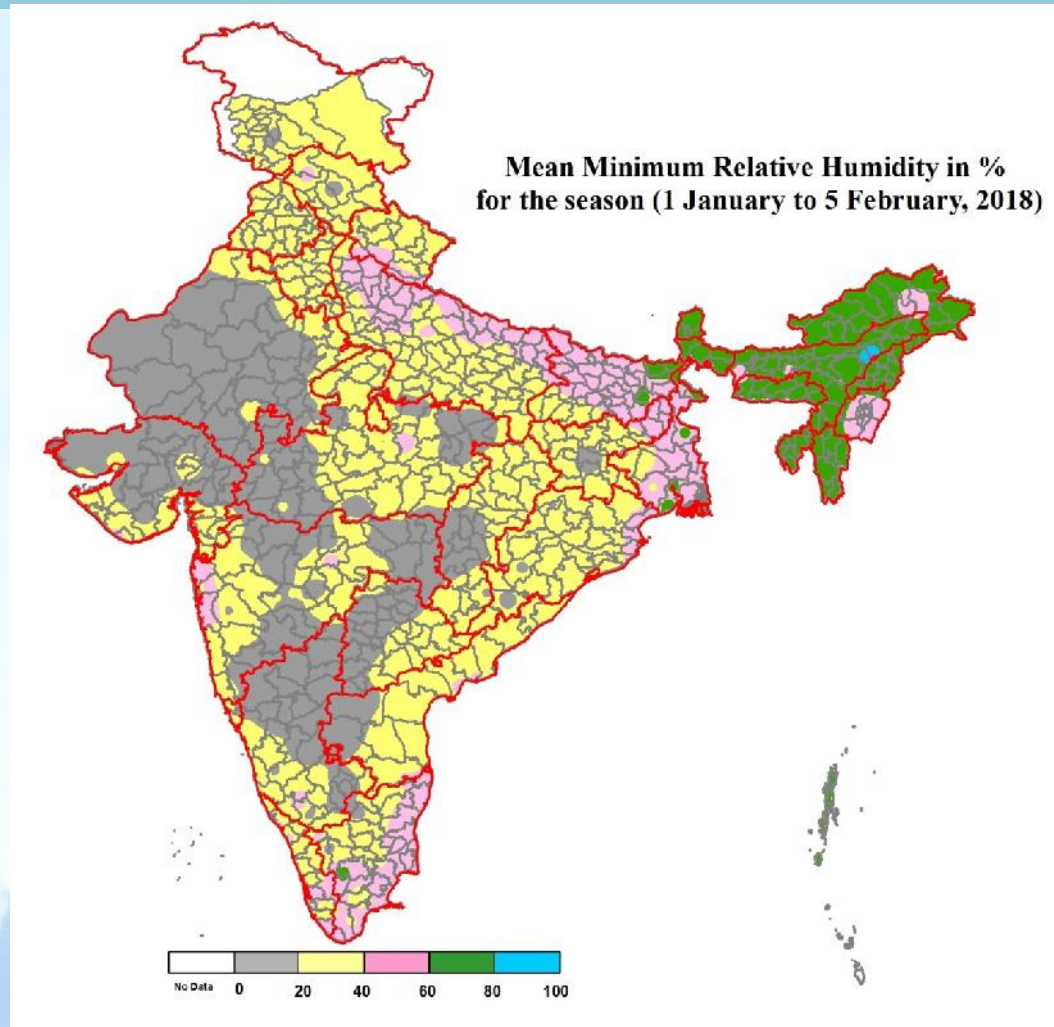 Mean Minimum Relative Humidity in %
for the season (1 January to 5 February, 2018)
No Data 0 20 40 60 80 100